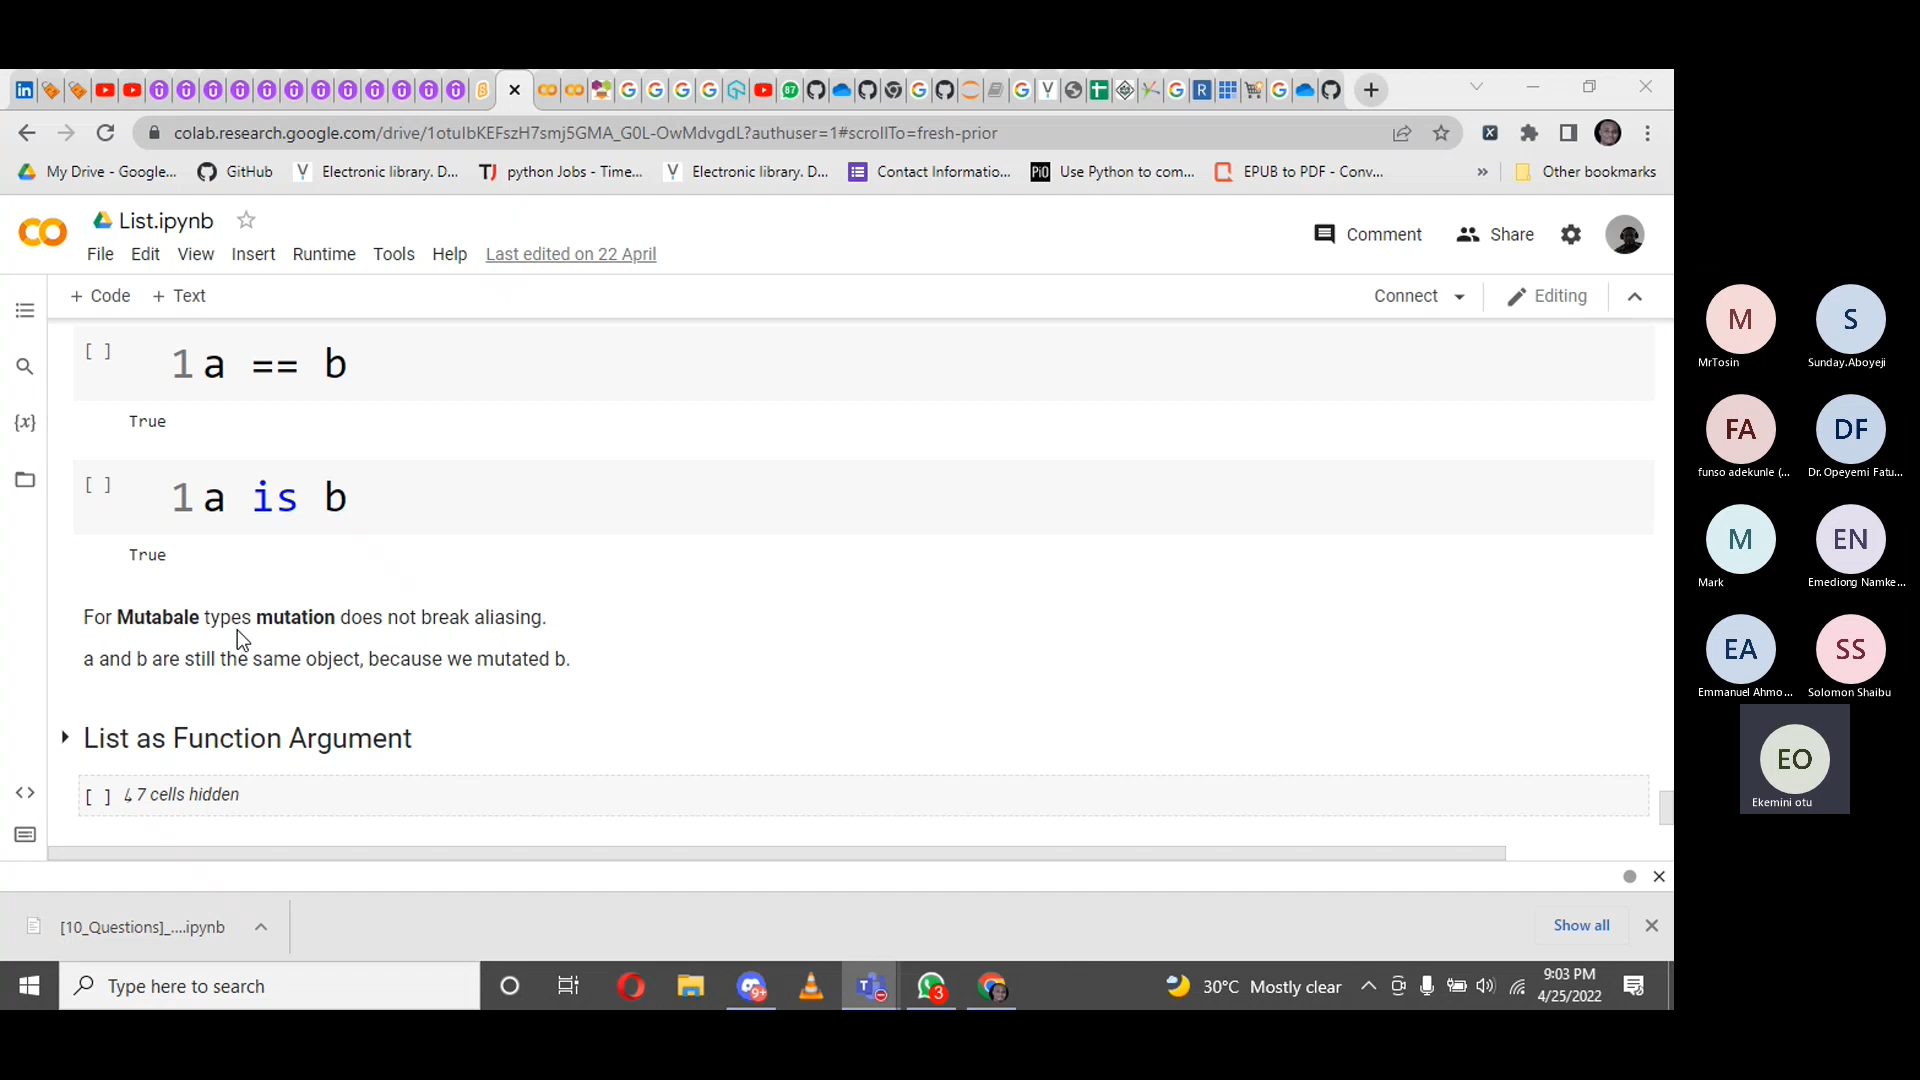 colab.research.google.com/drive/1otuIbKEFszH7smj5GMA_G0L-OwMdvgdL?authuser=1#scrollTo=fresh-prior
My Drive - Google... GitHub Electronic library. D... python Jobs - Time... Electronic library. D... Contact Informatio... PiO Use Python to com... EPUB to PDF - Conv... » Other bookmarks
List.ipynb
Comment Share
File Edit View Insert Runtime Tools Help Last edited on 22 April
+ Code + Text Connect Editing
[ ] 1 a == b
True
[ ] 1 a is b
True
For Mutabale types mutation does not break aliasing.
a and b are still the same object, because we mutated b.
List as Function Argument
[ ] ↳ 7 cells hidden
[10_Questions]_....ipynb
Show all
Type here to search
9+
3
30°C Mostly clear
9:03 PM
4/25/2022
M S
MrTosin Sunday.Aboyeji
FA DF
funso adekunle (... Dr. Opeyemi Fatu...
M EN
Mark Emediong Namke...
EA SS
Emmanuel Ahmo... Solomon Shaibu
EO
Ekemini otu